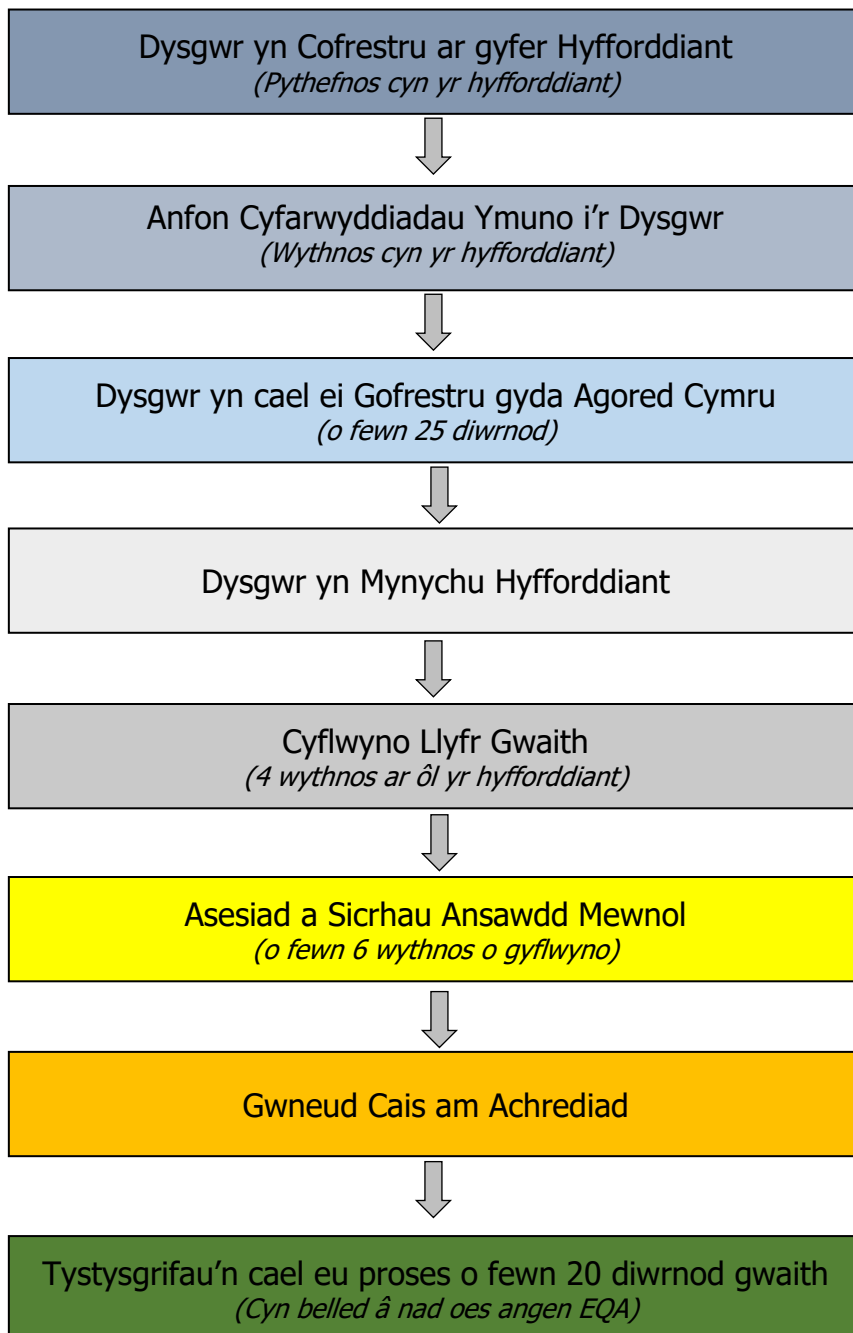 Dysgwr yn Cofrestru ar gyfer Hyfforddiant
(Pythefnos cyn yr hyfforddiant)
Anfon Cyfarwyddiadau Ymuno i'r Dysgwr
(Wythnos cyn yr hyfforddiant)
Dysgwr yn cael ei Gofrestru gyda Agored Cymru
(o fewn 25 diwrnod)
Dysgwr yn Mynychu Hyfforddiant
Cyflwyno Llyfr Gwaith
(4 wythnos ar ôl yr hyfforddiant)
Asesiad a Sicrhau Ansawdd Mewnol
(o fewn 6 wythnos o gyflwyno)
Gwneud Cais am Achrediad
Tystysgrifau'n cael eu proses o fewn 20 diwrnod gwaith
(Cyn belled â nad oes angen EQA)